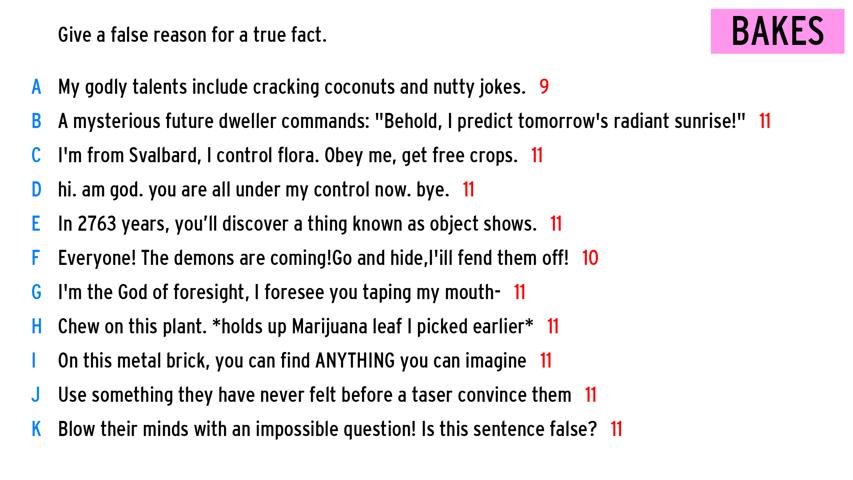 Give a false reason for a true fact.
BAKES
A My godly talents include cracking coconuts and nutty jokes. 9
B A mysterious future dweller commands: "Behold, I predict tomorrow's radiant sunrise!" 11
C I'm from Svalbard, I control flora. Obey me, get free crops. 11
D hi. am god. you are all under my control now. bye. 11
E In 2763 years, you’ll discover a thing known as object shows. 11
F Everyone! The demons are coming!Go and hide,I'ill fend them off! 10
G I'm the God of foresight, I foresee you taping my mouth- 11
H Chew on this plant. *holds up Marijuana leaf I picked earlier* 11
I On this metal brick, you can find ANYTHING you can imagine 11
J Use something they have never felt before a taser convince them 11
K Blow their minds with an impossible question! Is this sentence false? 11